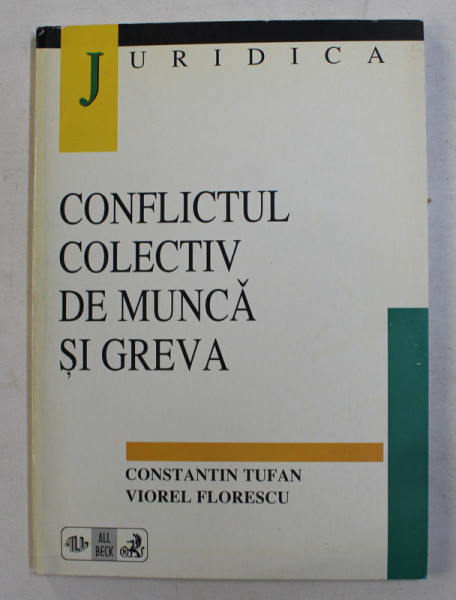 JURIDICA
CONFLICTUL
COLECTIV
DE MUNCĂ
ȘI GREVA
CONSTANTIN TUFAN
VIOREL FLORESCU
ALL
BECK